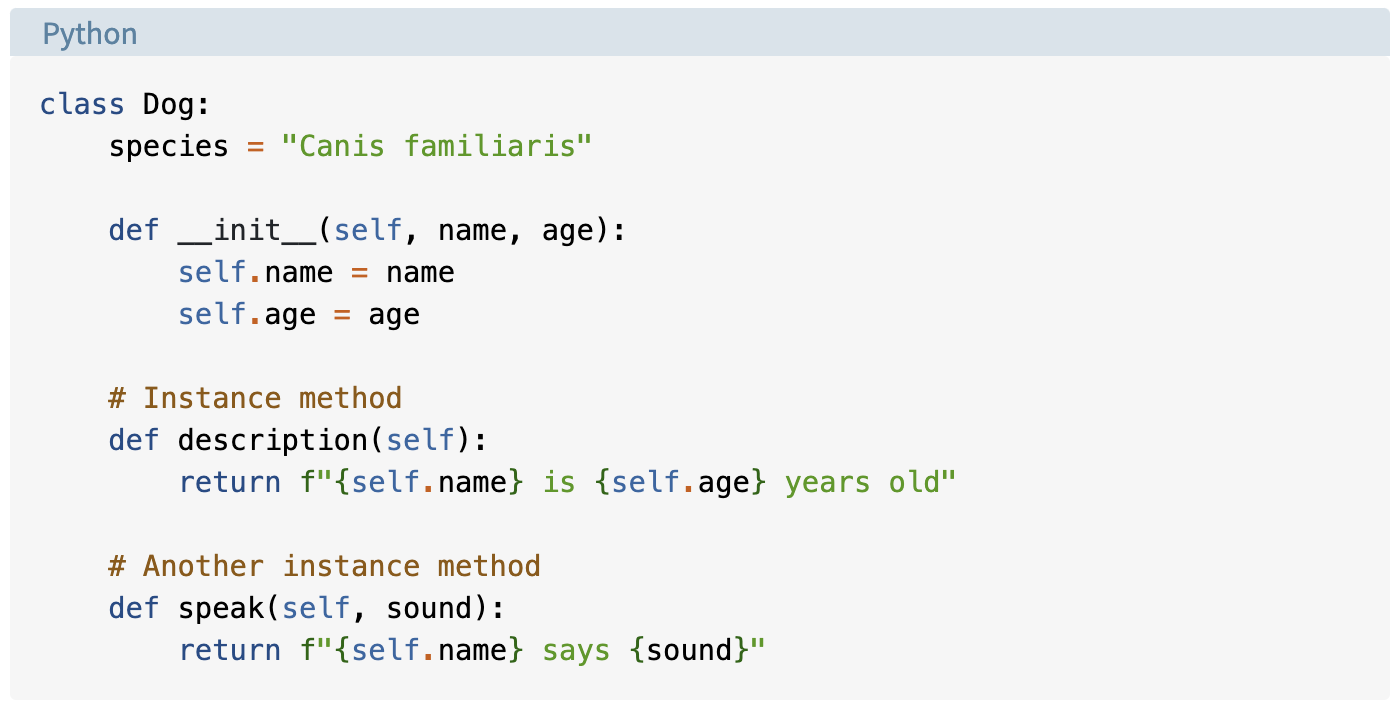 Python
class Dog:
    species = "Canis familiaris"

    def __init__(self, name, age):
        self.name = name
        self.age = age

    # Instance method
    def description(self):
        return f"{self.name} is {self.age} years old"

    # Another instance method
    def speak(self, sound):
        return f"{self.name} says {sound}"